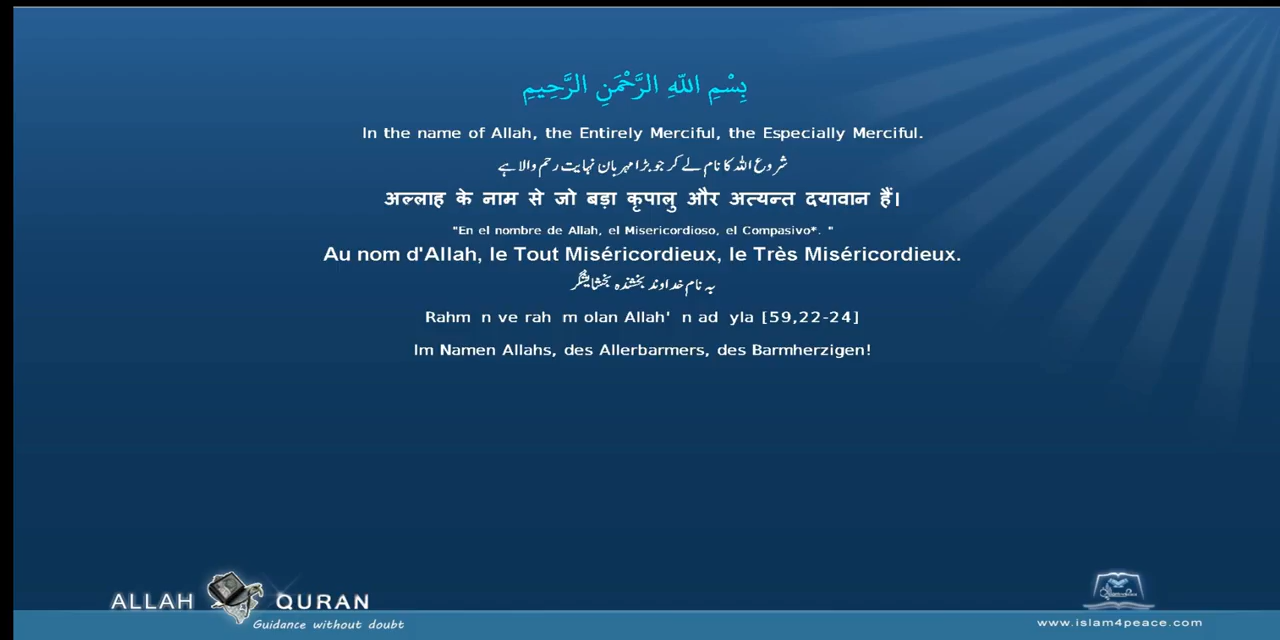 بِسْمِ اللَّهِ الرَّحْمَنِ الرَّحِيمِ
In the name of Allah, the Entirely Merciful, the Especially Merciful.
شروع الله کا نام لے کر جو بڑا مہربان نہایت رحم والا ہے
अल्लाह के नाम से जो बड़ा कृपालु और अत्यन्त दयावान हैं।
"En el nombre de Allah, el Misericordioso, el Compasivo*. "
Au nom d'Allah, le Tout Miséricordieux, le Très Miséricordieux.
به نام خداوند بخشنده بخشایشگر
Rahm n ve rah m olan Allah' n ad yla [59,22-24]
Im Namen Allahs, des Allerbarmers, des Barmherzigen!
ALLAH QURAN
Guidance without doubt
www.islam4peace.com